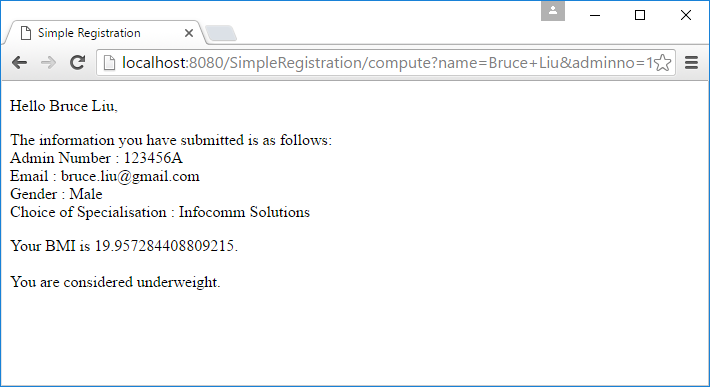 Simple Registration
localhost:8080/SimpleRegistration/compute?name=Bruce+Liu&adminno=1
Hello Bruce Liu,
The information you have submitted is as follows:
Admin Number : 123456A
Email : bruce.liu@gmail.com
Gender : Male
Choice of Specialisation : Infocomm Solutions
Your BMI is 19.957284408809215.
You are considered underweight.